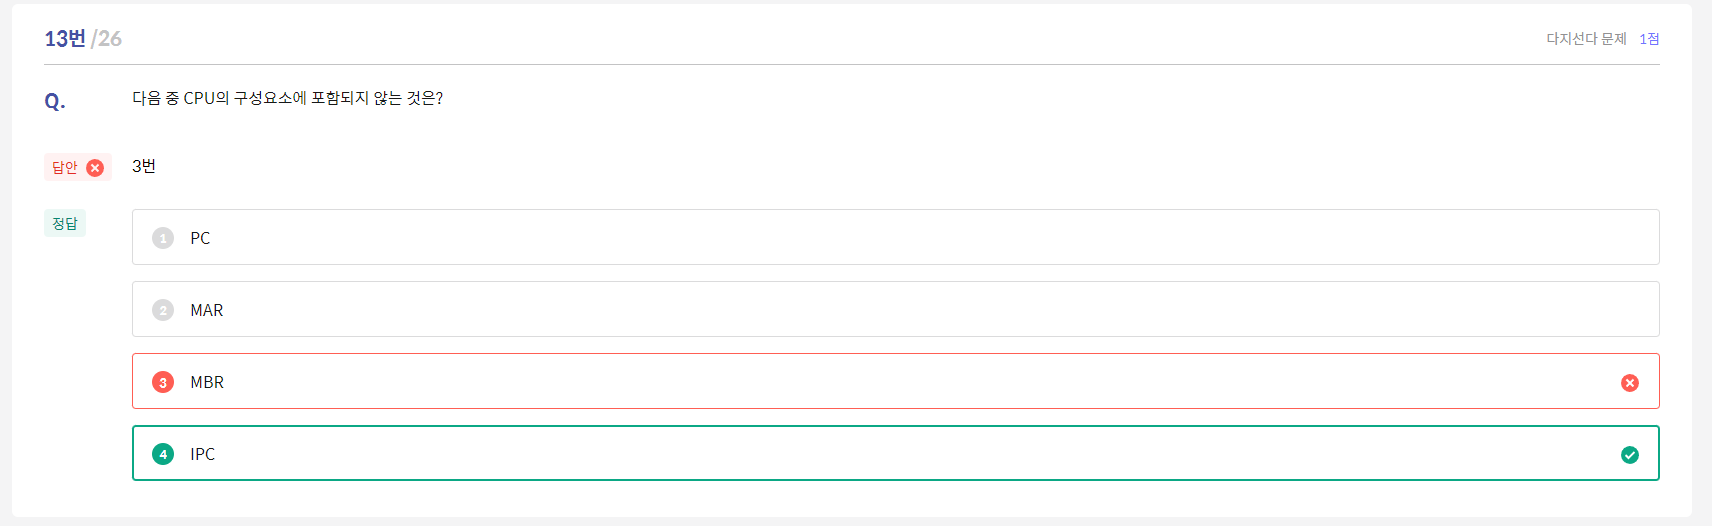 13번 /26
다지선다 문제 1점
Q. 다음 중 CPU의 구성요소에 포함되지 않는 것은?
답안 3번
정답
1 PC
2 MAR
3 MBR
4 IPC